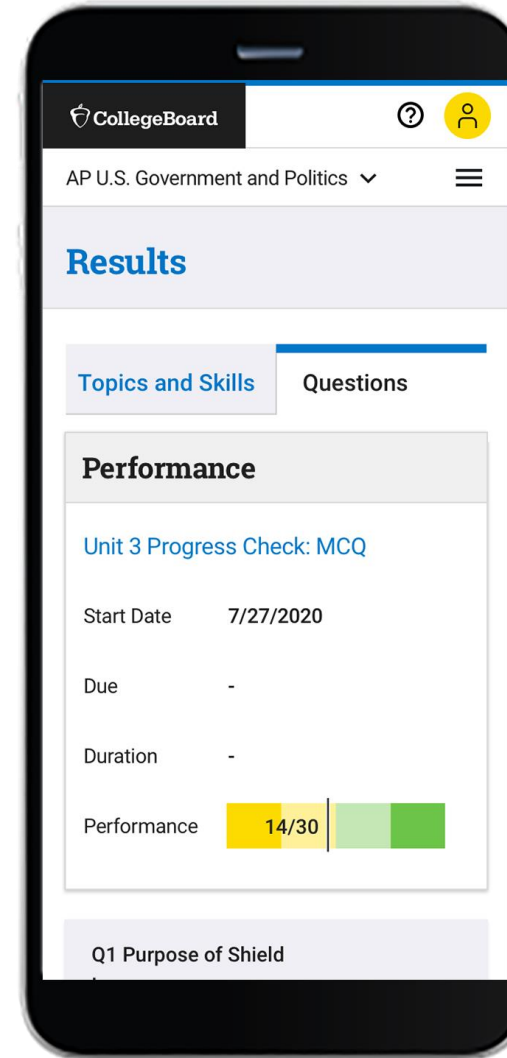 CollegeBoard
AP U.S. Government and Politics
Results
Topics and Skills Questions
Performance
Unit 3 Progress Check: MCQ
Start Date 7/27/2020
Due -
Duration -
Performance 14/30
Q1 Purpose of Shield